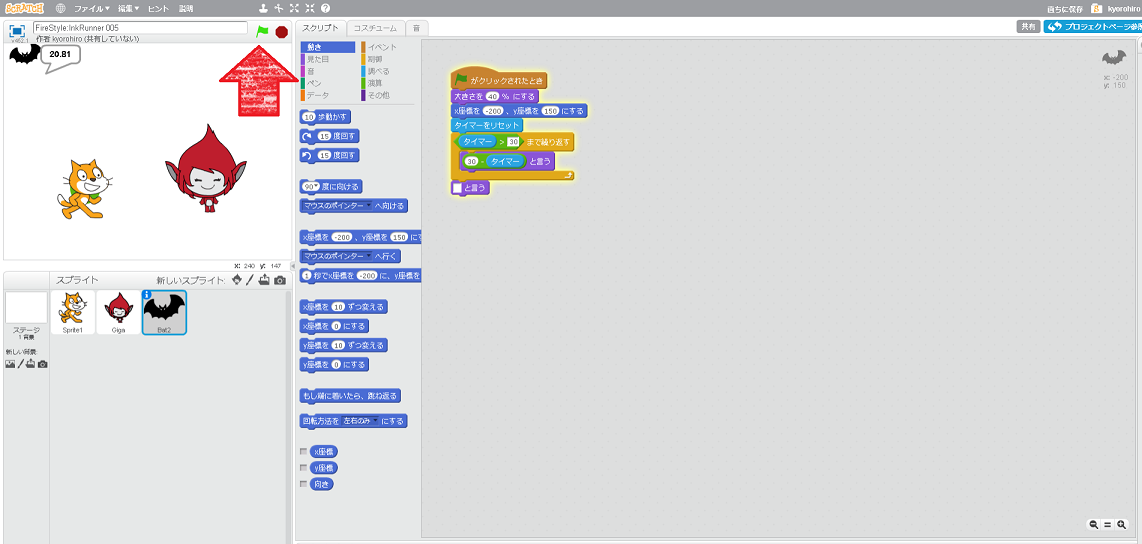 SCRATCH ファイル▼ 編集▼ ヒント 説明 直ちに保存 kyorohiro
FireStyle:InkRunner 005
作者 kyorohiro (共有していない)
共有 プロジェクトページ参照
スクリプト コスチューム 音
20.81
動き イベント
見た目 制御
音 調べる
ペン 演算
データ その他
10 歩動かす
15 度回す
15 度回す
90▼ 度に向ける
マウスのポインター へ向ける
x座標を -200 、y座標を 150 にす
マウスのポインター へ行く
1 秒でx座標を -200 に、y座標を
x座標を 10 ずつ変える
x座標を 0 にする
y座標を 10 ずつ変える
y座標を 0 にする
もし端に着いたら、跳ね返る
回転方法を 左右のみ にする
x座標
y座標
向き
がクリックされたとき
大きさを 40 % にする
x座標を -200 、y座標を 150 にする
タイマーをリセット
タイマー > 30 まで繰り返す
30 - タイマー と言う
と言う
x: -200
y: 150
x: 240 y: 147
スプライト 新しいスプライト:
Sprite1 Giga Bat2
ステージ
1 背景
新しい背景: